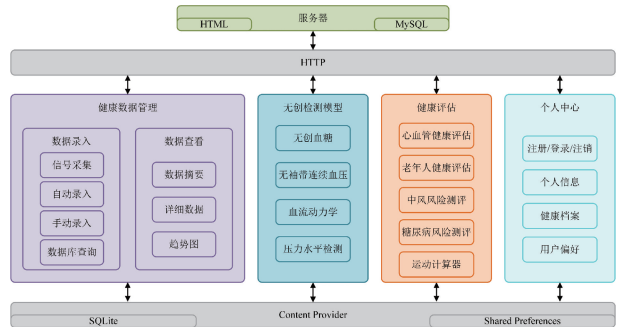 服务器
HTML
MySQL
HTTP
健康数据管理
数据录入
信号采集
自动录入
手动录入
数据库查询
数据查看
数据摘要
详细数据
趋势图
无创检测模型
无创血糖
无袖带连续血压
血流动力学
压力水平检测
健康评估
心血管健康评估
老年人健康评估
中风风险测评
糖尿病风险测评
运动计算器
个人中心
注册/登录/注销
个人信息
健康档案
用户偏好
Content Provider
SQLite
Shared Preferences